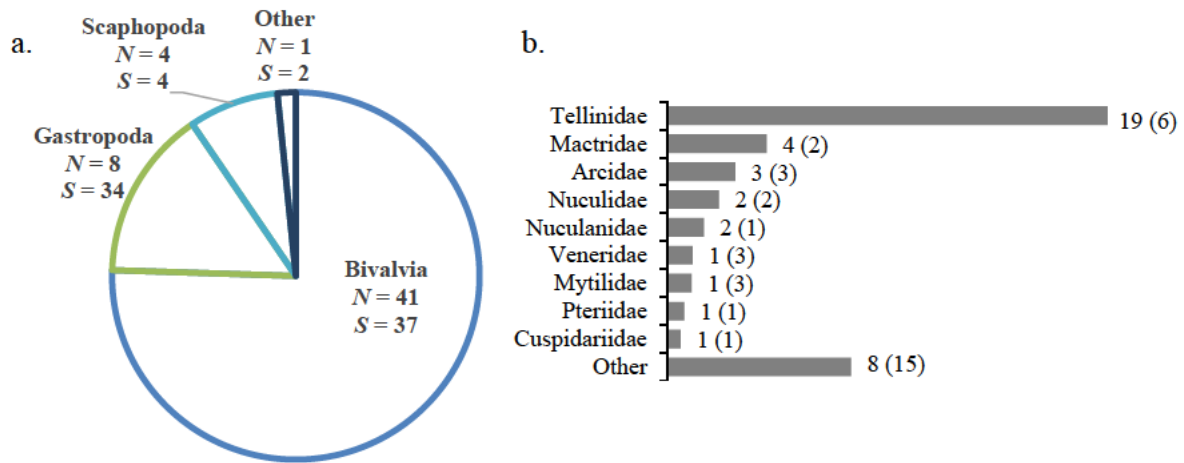 a.
Scaphopoda
N = 4
S = 4
Other
N = 1
S = 2
Gastropoda
N = 8
S = 34
Bivalvia
N = 41
S = 37
b.
Tellinidae 19 (6)
Mactridae 4 (2)
Arcidae 3 (3)
Nuculidae 2 (2)
Nuculanidae 2 (1)
Veneridae 1 (3)
Mytilidae 1 (3)
Pteriidae 1 (1)
Cuspidariidae 1 (1)
Other 8 (15)